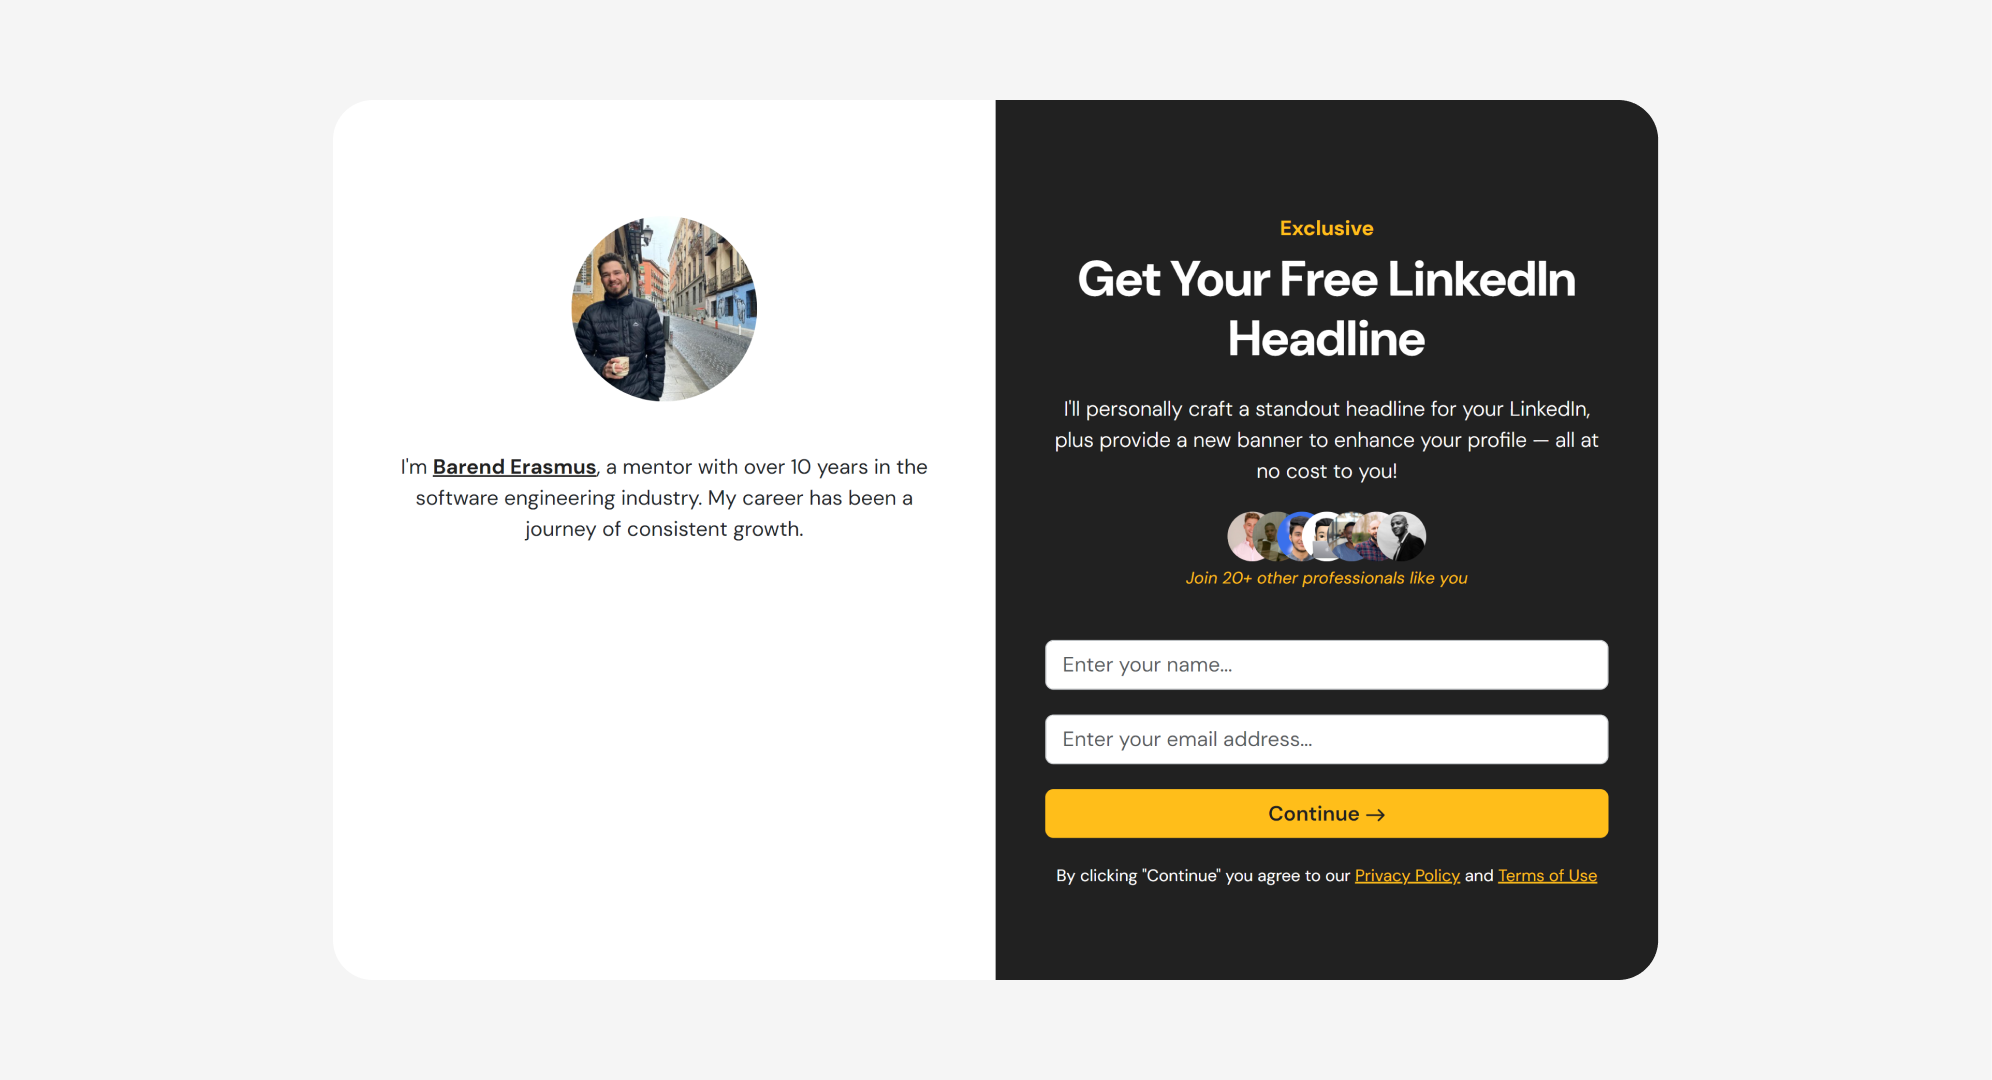 I'm Barend Erasmus, a mentor with over 10 years in the
software engineering industry. My career has been a
journey of consistent growth.
Exclusive
Get Your Free LinkedIn
Headline
I'll personally craft a standout headline for your LinkedIn,
plus provide a new banner to enhance your profile — all at
no cost to you!
Join 20+ other professionals like you
Enter your name...
Enter your email address...
Continue →
By clicking "Continue" you agree to our Privacy Policy and Terms of Use